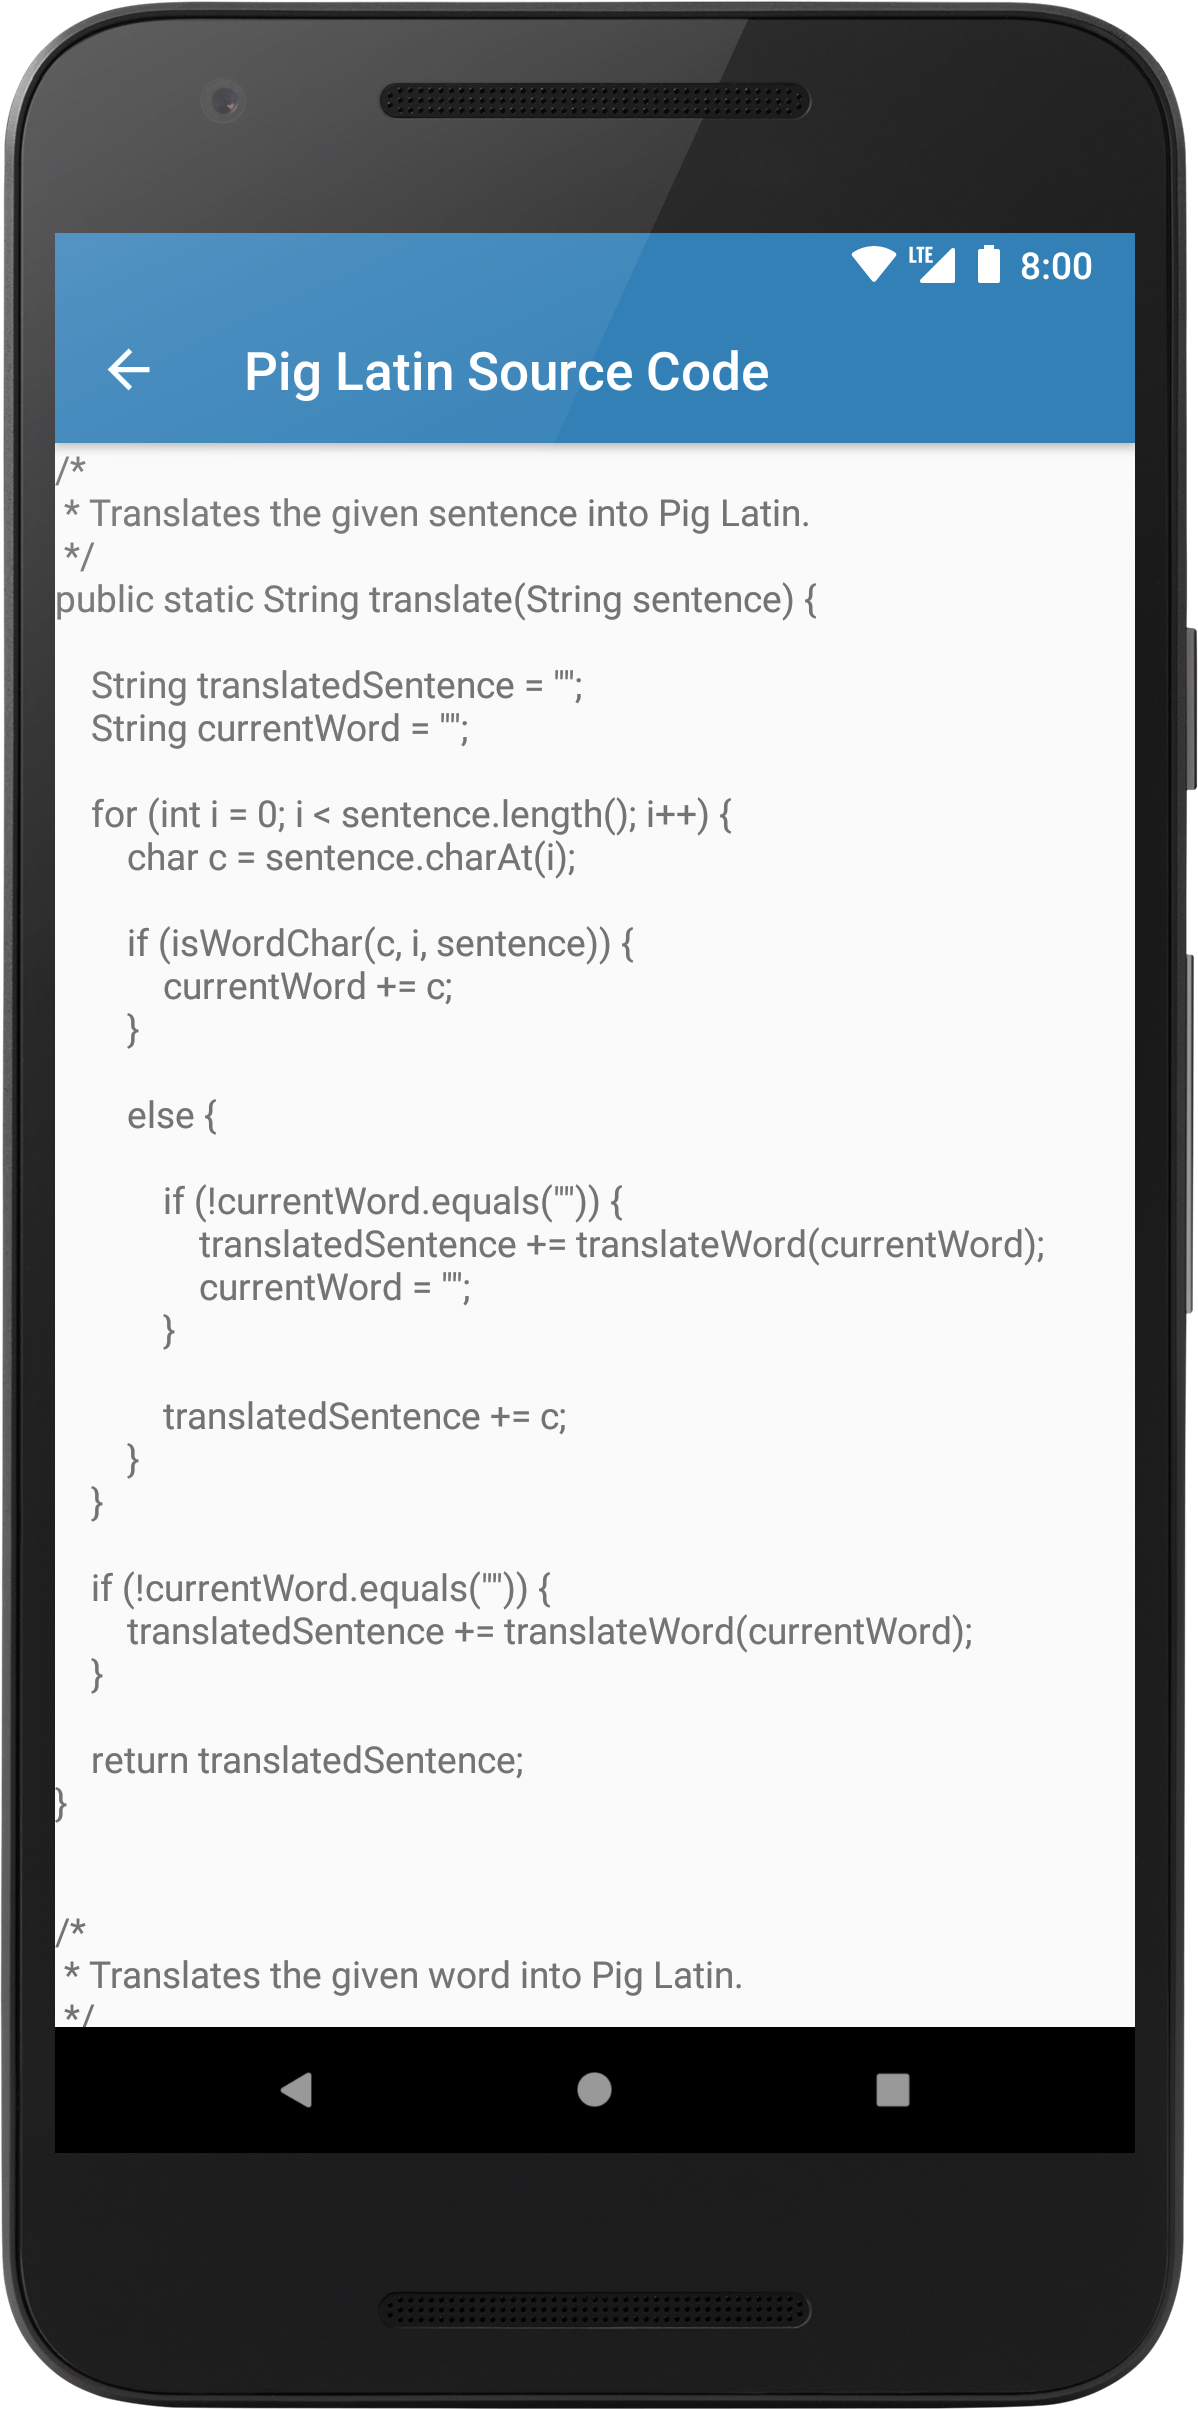 LTE 8:00
Pig Latin Source Code
/*
 * Translates the given sentence into Pig Latin.
 */
public static String translate(String sentence) {

    String translatedSentence = "";
    String currentWord = "";

    for (int i = 0; i < sentence.length(); i++) {
        char c = sentence.charAt(i);

        if (isWordChar(c, i, sentence)) {
            currentWord += c;
        }

        else {

            if (!currentWord.equals("")) {
                translatedSentence += translateWord(currentWord);
                currentWord = "";
            }

            translatedSentence += c;
        }
    }

    if (!currentWord.equals("")) {
        translatedSentence += translateWord(currentWord);
    }

    return translatedSentence;
}


/*
 * Translates the given word into Pig Latin.
 */